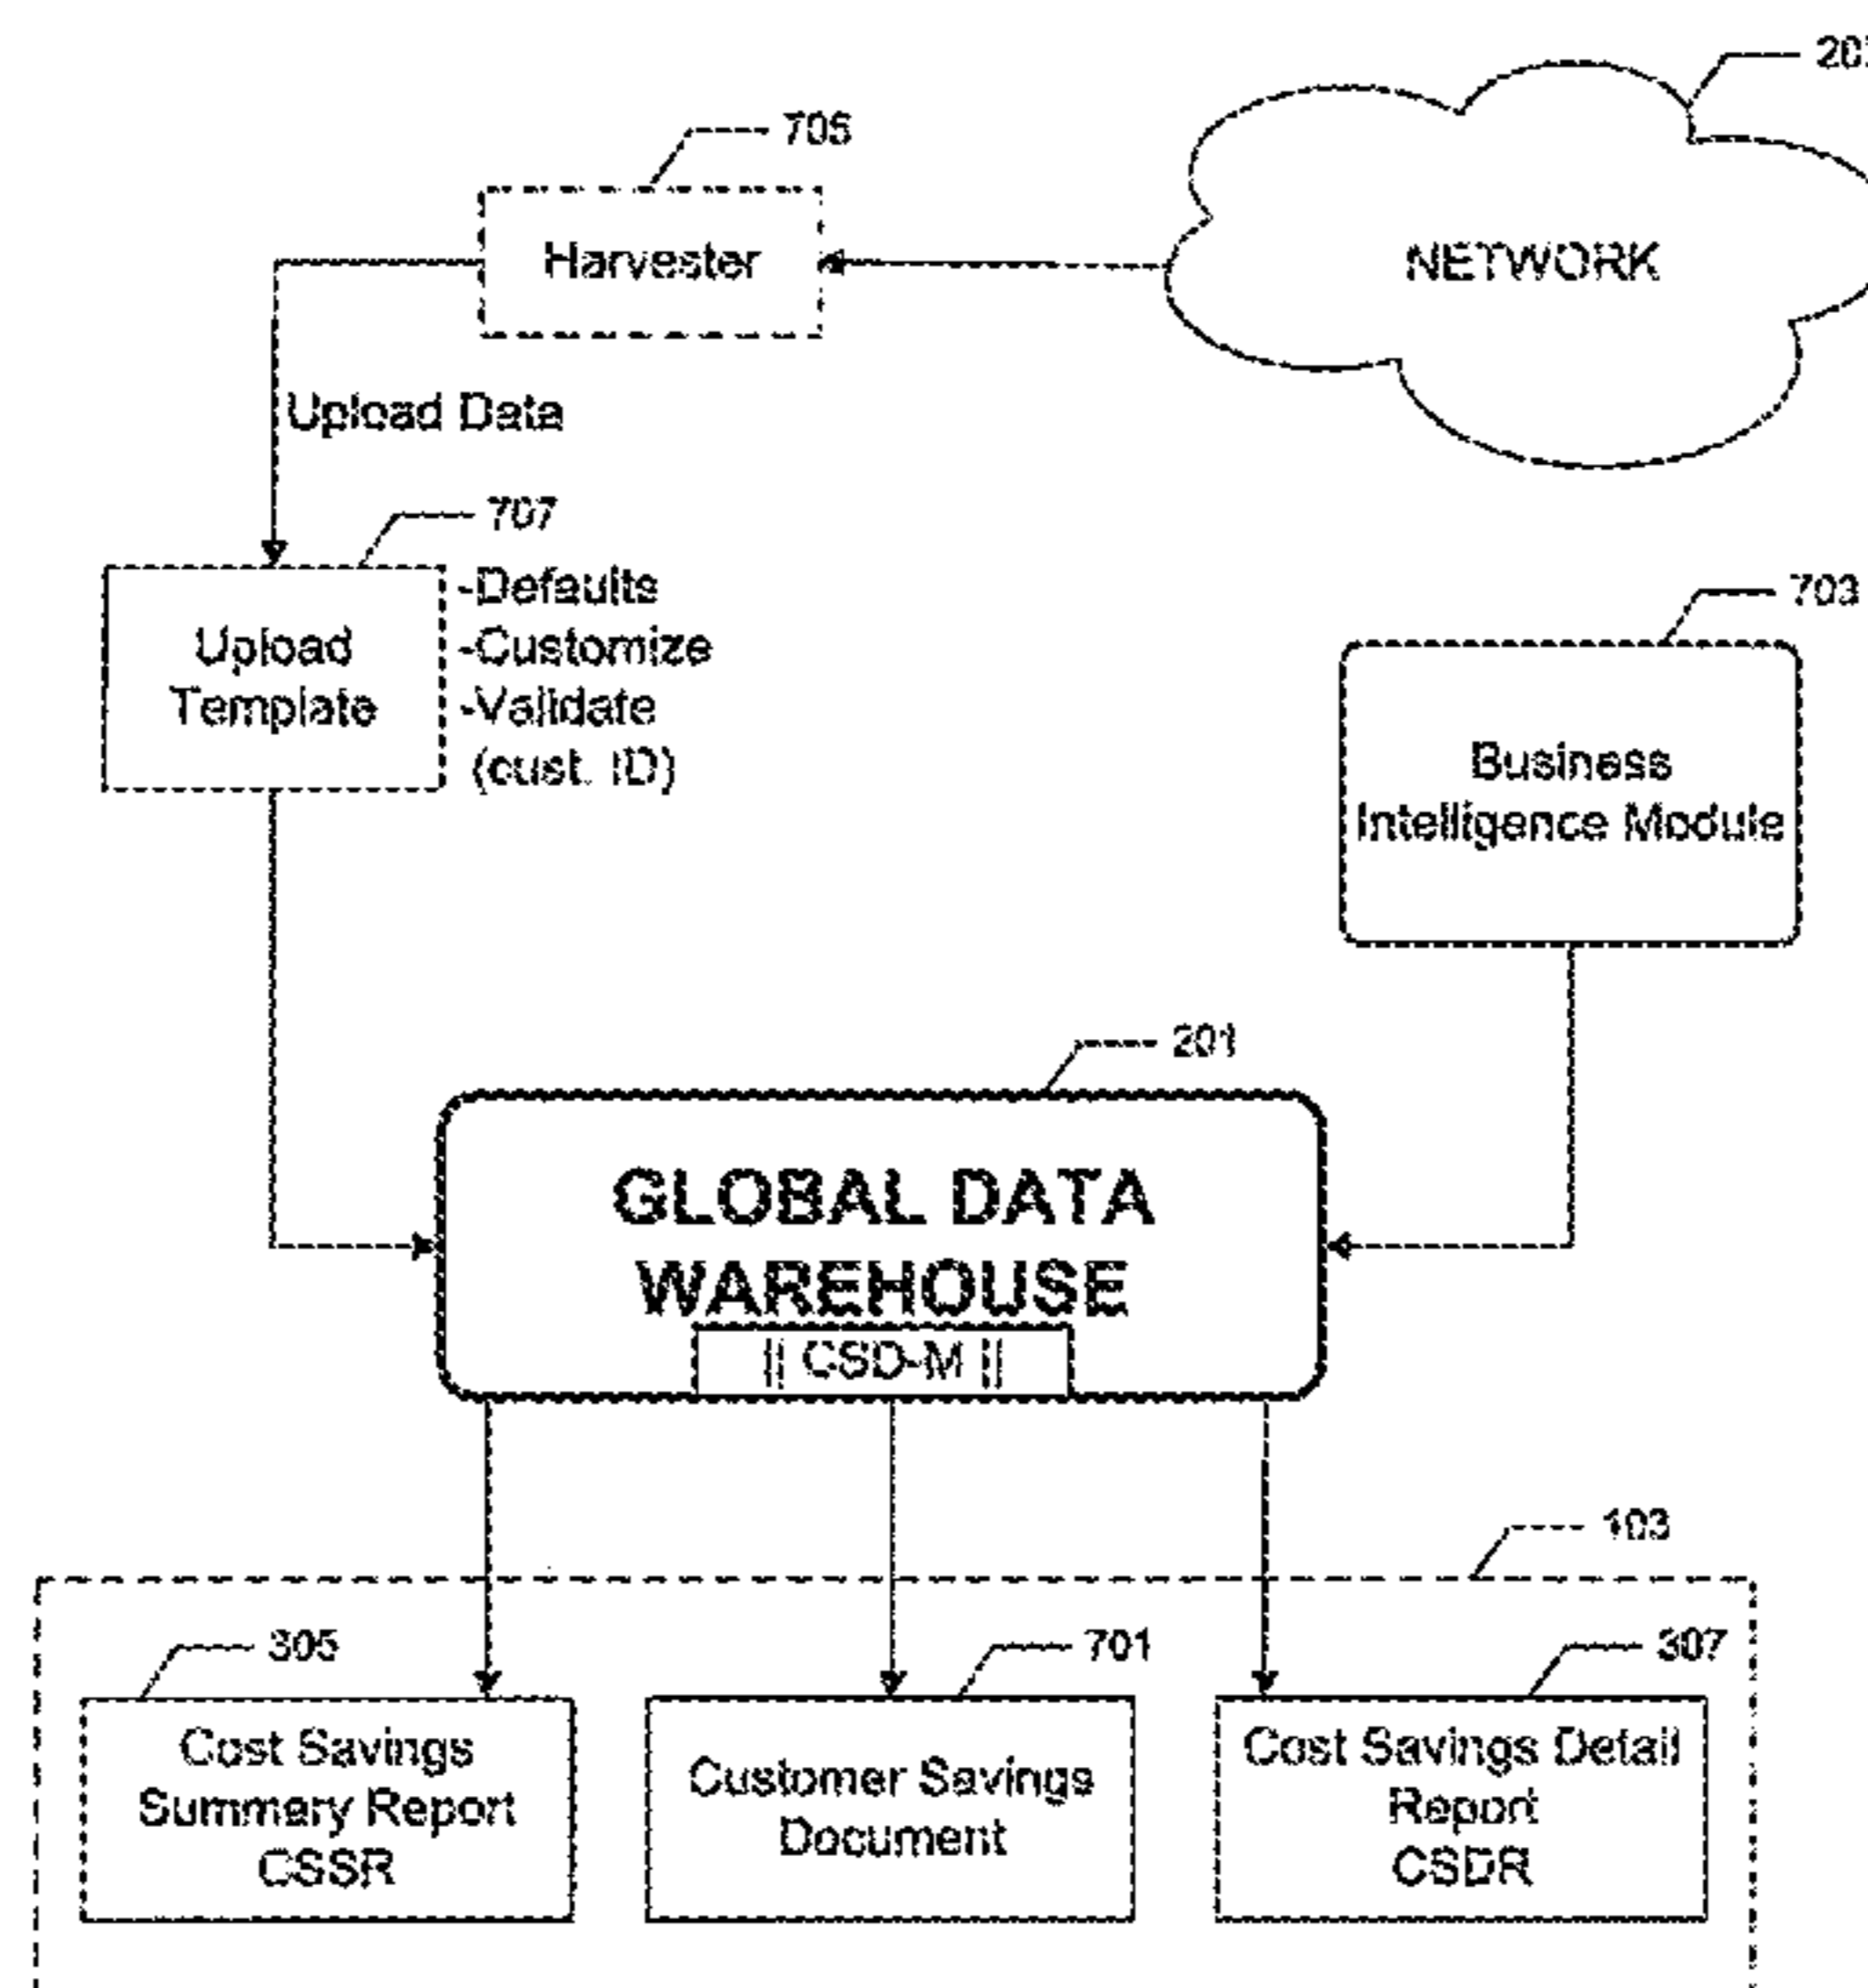 705
Harvester
NETWORK
Upload Data
707
Upload
Template
-Defaults
-Customize
-Validate
(cust. ID)
703
Business
Intelligence Module
201
GLOBAL DATA
WAREHOUSE
|| CSD-M ||
103
305
Cost Savings
Summary Report
CSSR
701
Customer Savings
Document
307
Cost Savings Detail
Report
CSDR